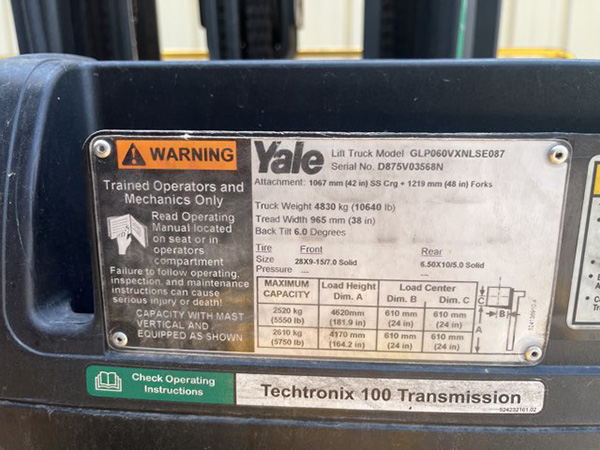 WARNING
Trained Operators and
Mechanics Only
Read Operating
Manual located
on seat or in
operators
compartment
Failure to follow operating,
inspection, and maintenance
instructions can cause
serious injury or death!
CAPACITY WITH MAST
VERTICAL AND
EQUIPPED AS SHOWN
Yale Lift Truck Model GLP060VXNLSE087
Serial No. D875V03568N
Attachment: 1067 mm (42 in) SS Crg + 1219 mm (48 in) Forks
Truck Weight 4830 kg (10640 lb)
Tread Width 965 mm (38 in)
Back Tilt 6.0 Degrees
Tire Front Rear
Size 28X9-15/7.0 Solid 6.50X10/5.0 Solid
Pressure --- ---
MAXIMUM CAPACITY Load Height Dim. A Load Center Dim. B Dim. C
2520 kg (5550 lb) 4620mm (181.9 in) 610 mm (24 in) 610 mm (24 in)
2610 kg (5750 lb) 4170 mm (164.2 in) 610 mm (24 in) 610 mm (24 in)
C
B
A
Check Operating
Instructions
Techtronix 100 Transmission
524232161.02